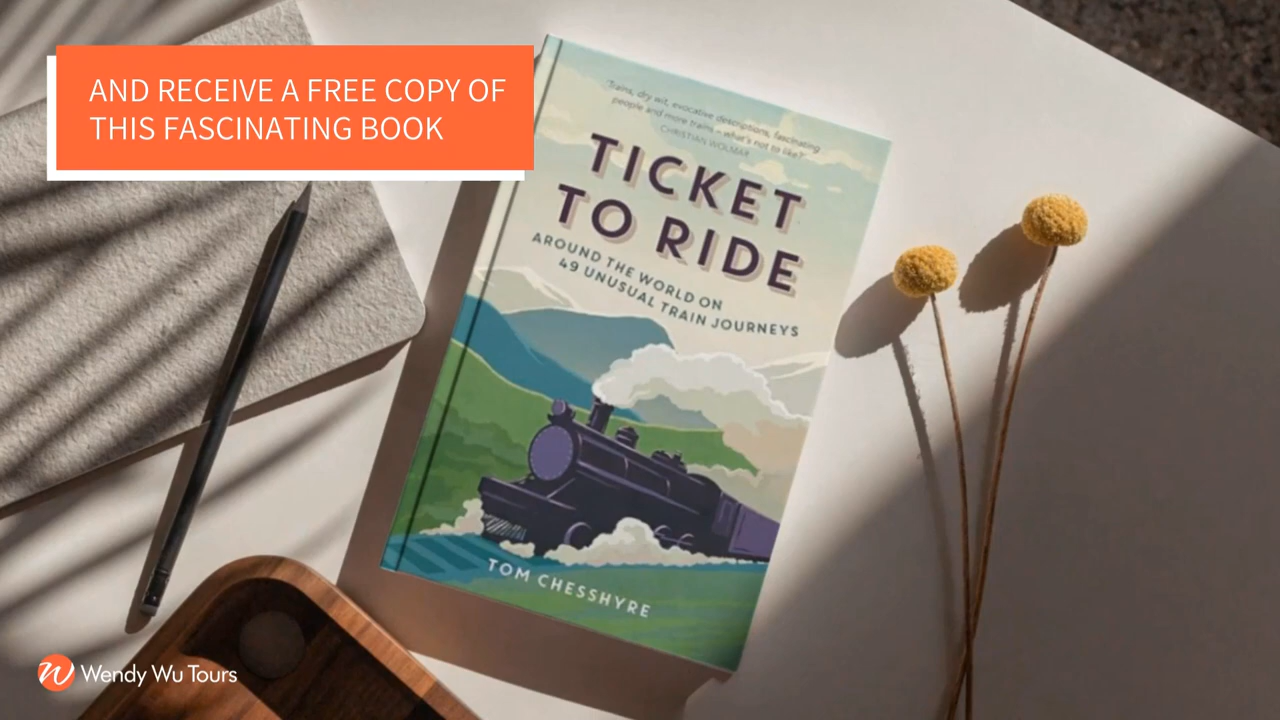 AND RECEIVE A FREE COPY OF
THIS FASCINATING BOOK
"Trains, dry wit, evocative descriptions, fascinating
people and more trains – what's not to like?"
CHRISTIAN WOLMAR
TICKET
TO RIDE
AROUND THE WORLD ON
49 UNUSUAL TRAIN JOURNEYS
TOM CHESSHYRE
Wendy Wu Tours